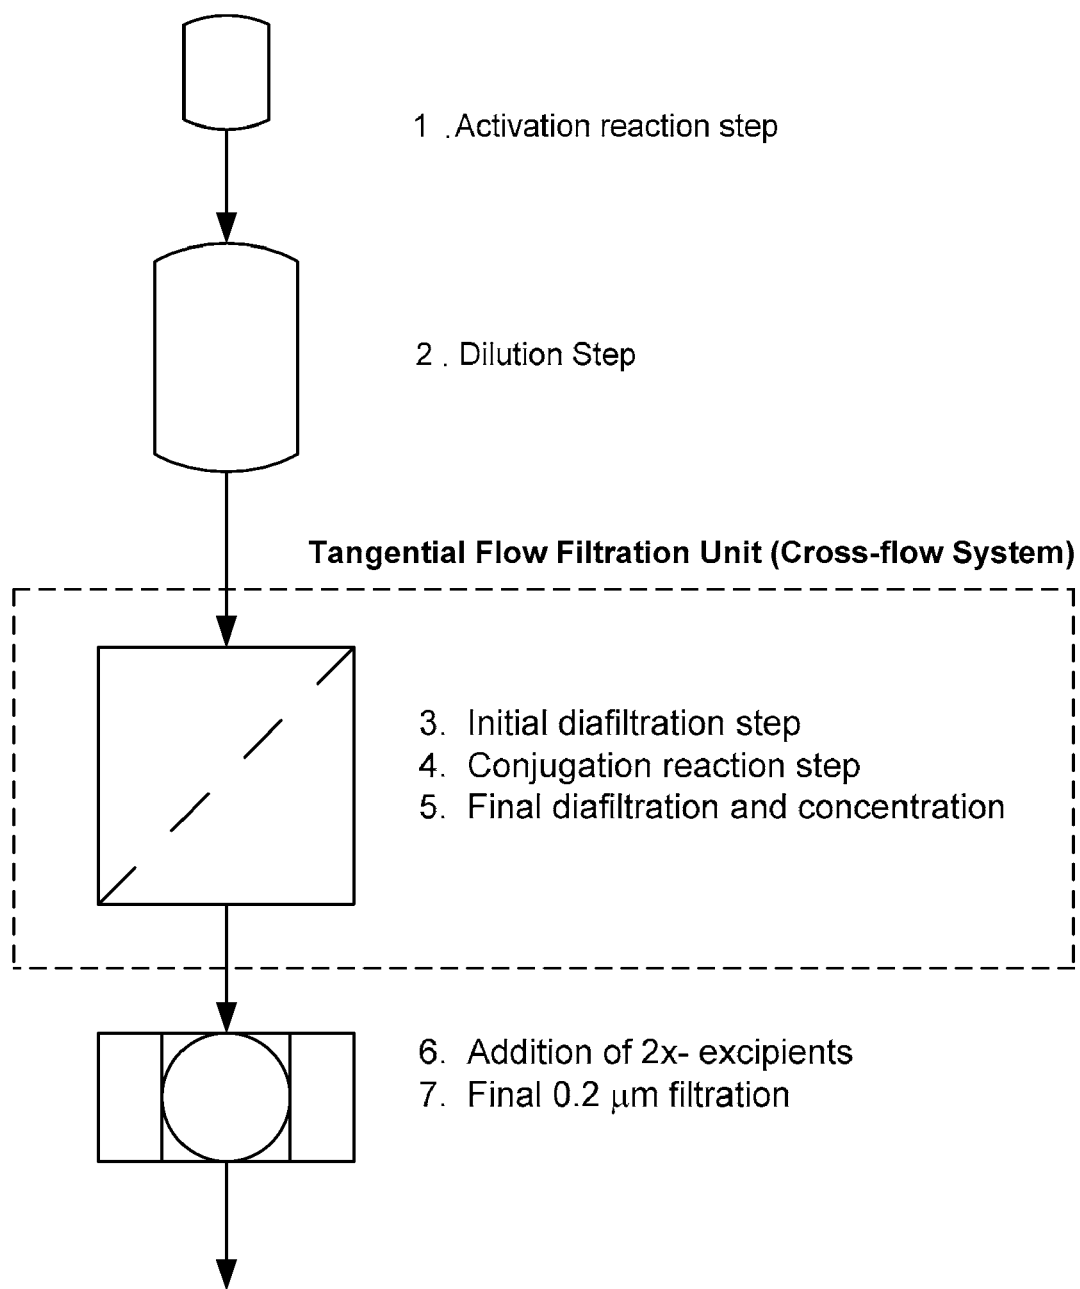 1 .Activation reaction step
2 . Dilution Step
Tangential Flow Filtration Unit (Cross-flow System)
3. Initial diafiltration step
4. Conjugation reaction step
5. Final diafiltration and concentration
6. Addition of 2x- excipients
7. Final 0.2 μm filtration